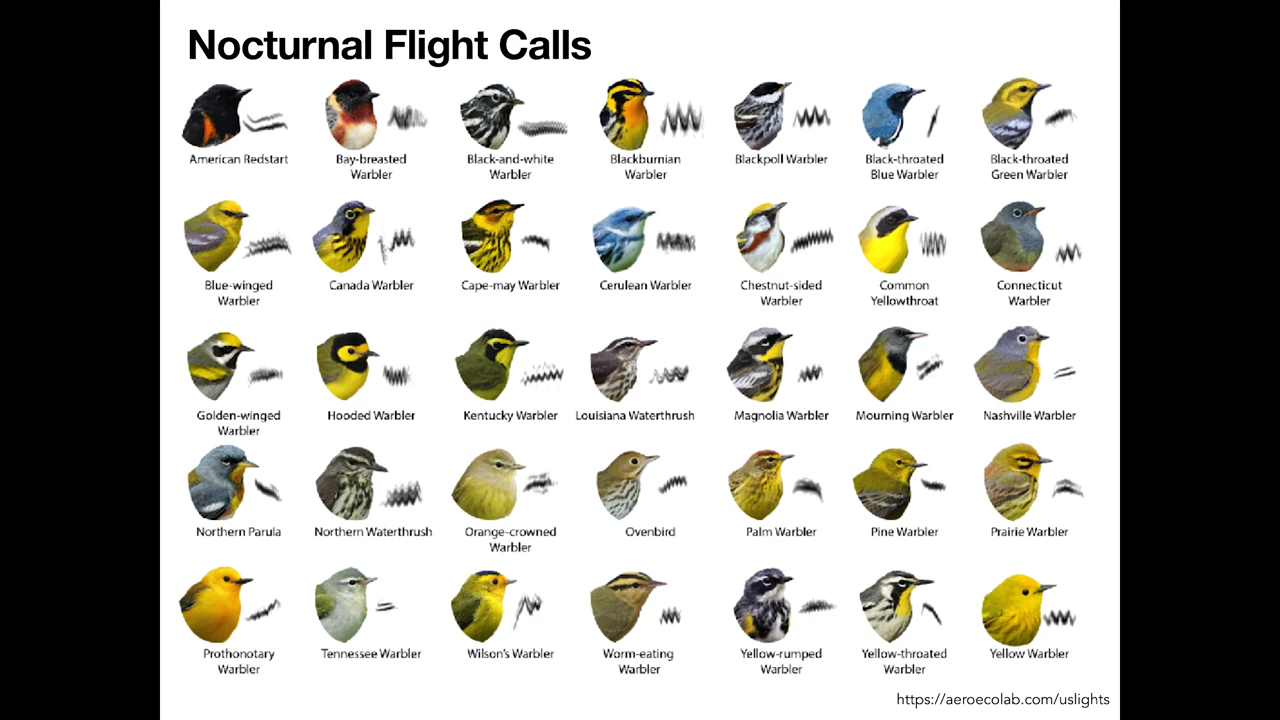 Nocturnal Flight Calls
American Redstart
Bay-breasted
Warbler
Black-and-white
Warbler
Blackburnian
Warbler
Blackpoll Warbler
Black-throated
Blue Warbler
Black-throated
Green Warbler
Blue-winged
Warbler
Canada Warbler
Cape-may Warbler
Cerulean Warbler
Chestnut-sided
Warbler
Common
Yellowthroat
Connecticut
Warbler
Golden-winged
Warbler
Hooded Warbler
Kentucky Warbler
Louisiana Waterthrush
Magnolia Warbler
Mourning Warbler
Nashville Warbler
Northern Parula
Northern Waterthrush
Orange-crowned
Warbler
Ovenbird
Palm Warbler
Pine Warbler
Prairie Warbler
Prothonotary
Warbler
Tennessee Warbler
Wilson's Warbler
Worm-eating
Warbler
Yellow-rumped
Warbler
Yellow-throated
Warbler
Yellow Warbler
https://aeroecolab.com/uslights